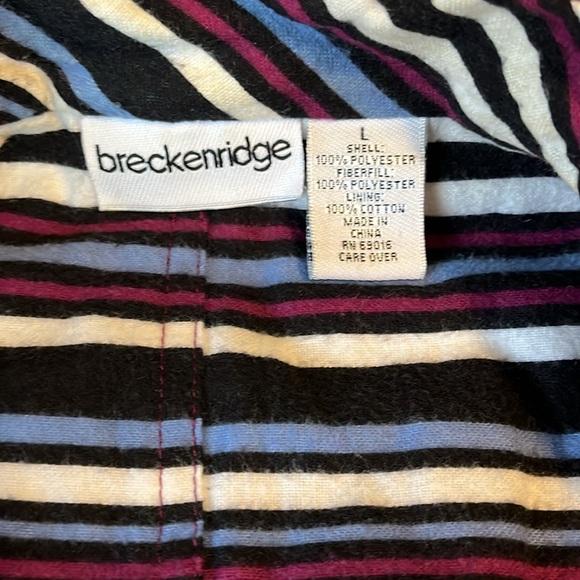 breckenridge
L
SHELL:
100% POLYESTER
FIBERFILL:
100% POLYESTER
LINING:
100% COTTON
MADE IN
CHINA
RN 69016
CARE OVER